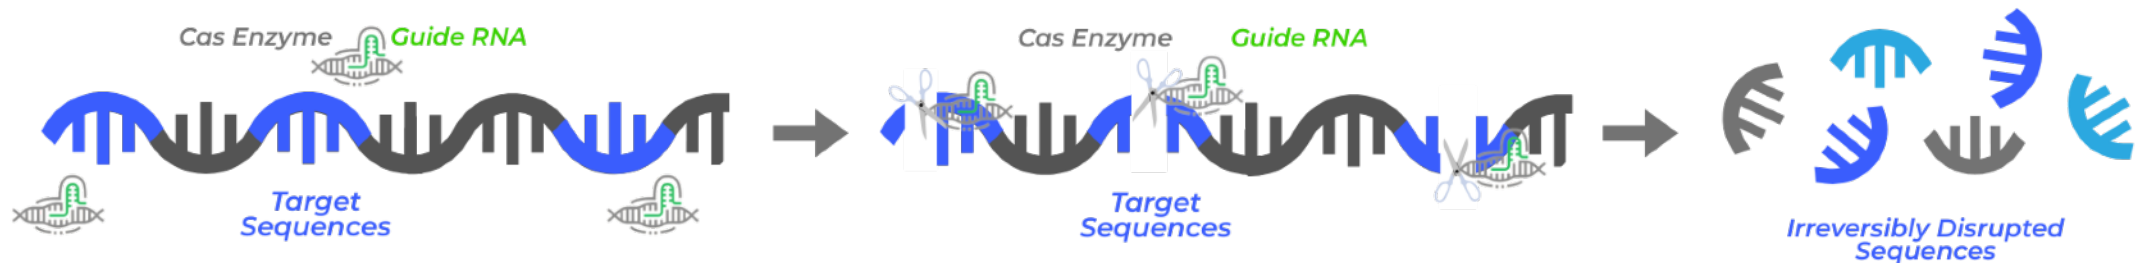 Cas Enzyme
Guide RNA
Target
Sequences
Cas Enzyme
Guide RNA
Target
Sequences
Irreversibly Disrupted
Sequences